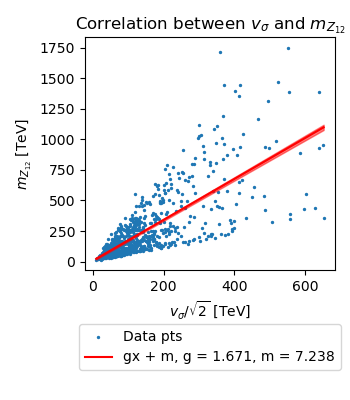 Correlation between $v_\sigma$ and $m_{Z_{12}}$
1750
1500
1250
1000
750
500
250
0
$m_{Z_{12}}$ [TeV]
0 200 400 600
$v_\sigma/\sqrt{2}$ [TeV]
Data pts
gx + m, g = 1.671, m = 7.238